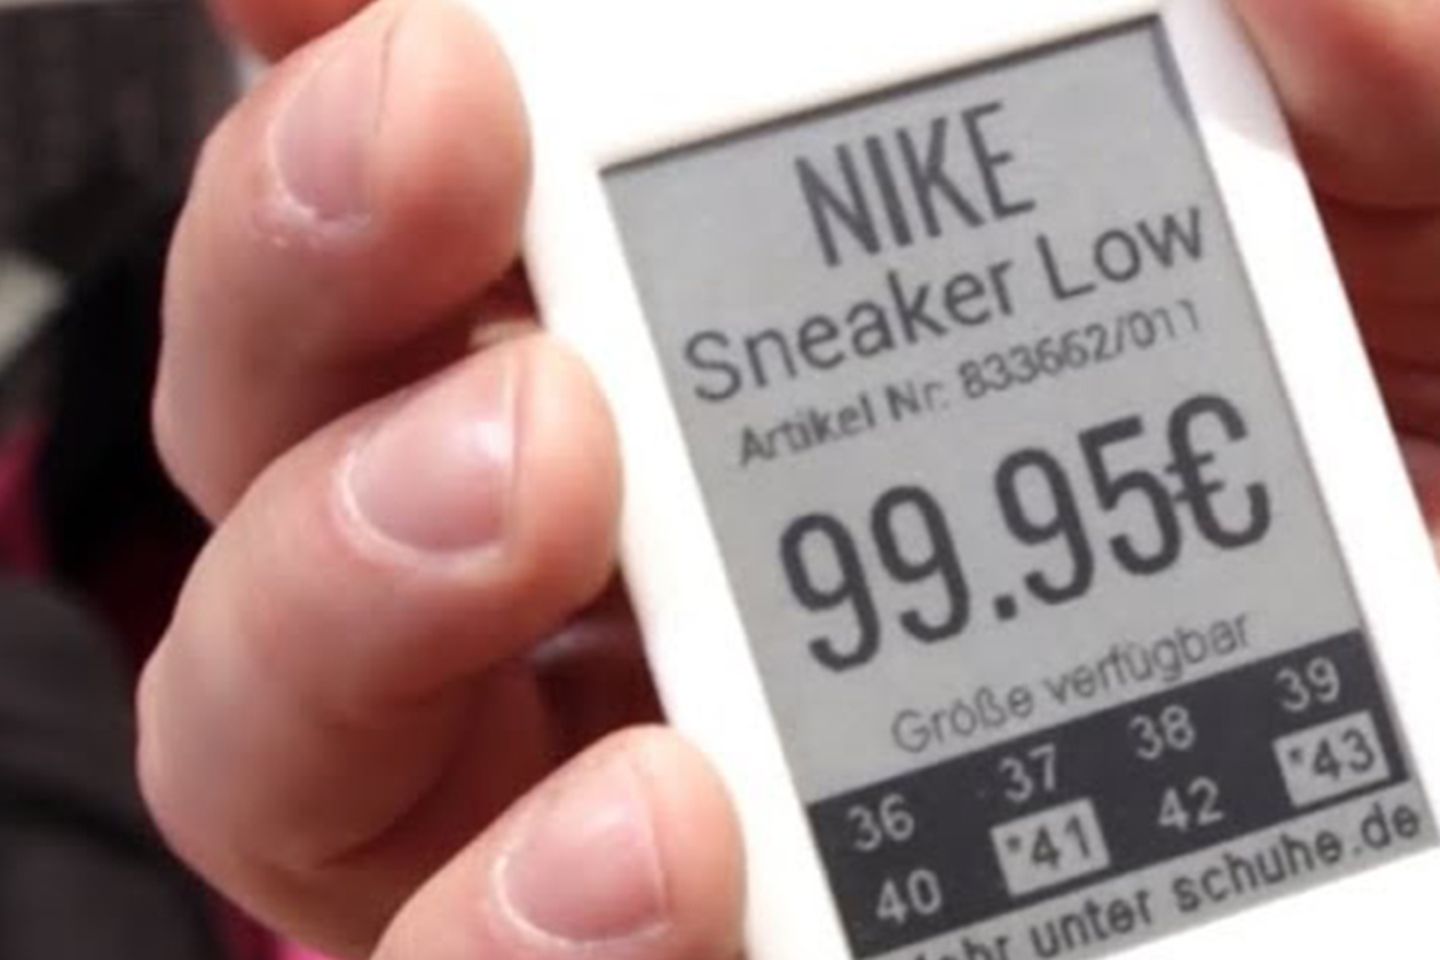 NIKE
Sneaker Low
Artikel Nr: 833662/011
99.95€
Größe verfügbar
36 37 38 39
40 *41 42 *43
unter schuhe.de